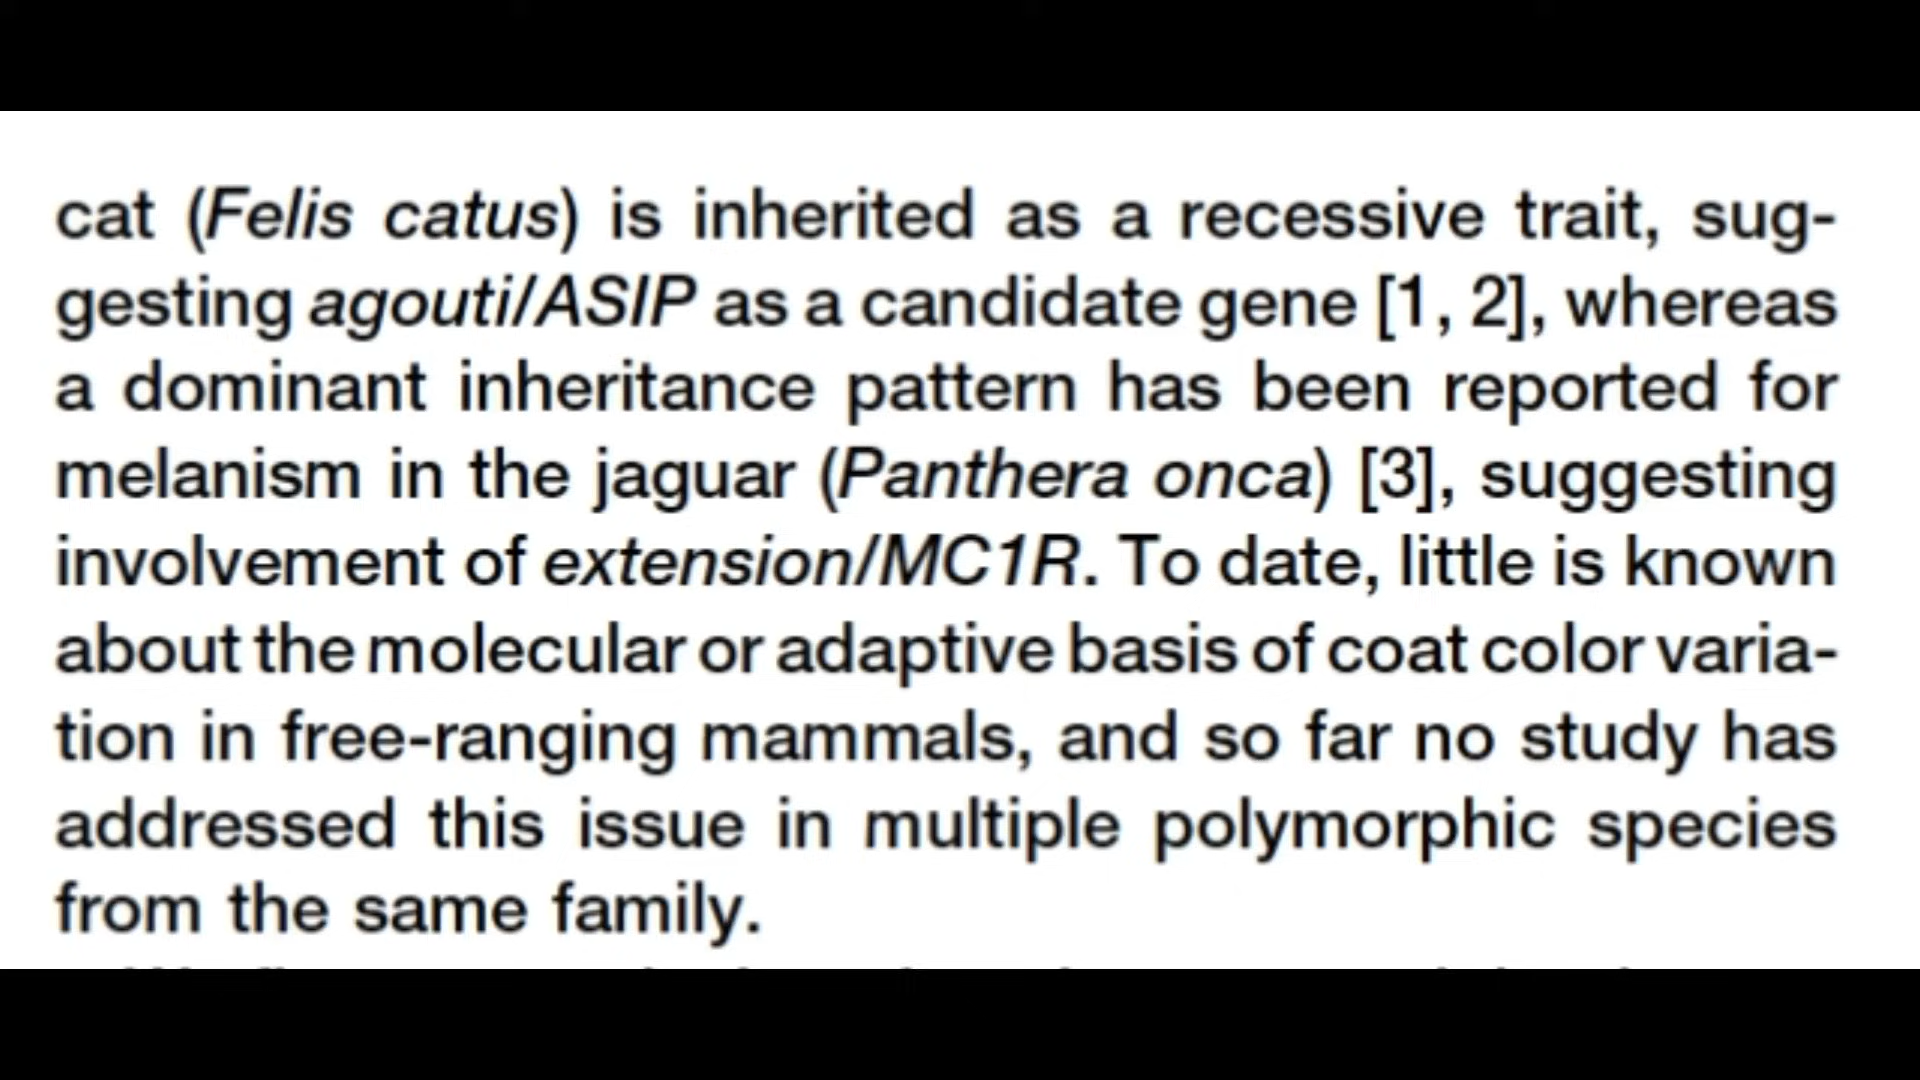 cat (Felis catus) is inherited as a recessive trait, sug-
gesting agouti/ASIP as a candidate gene [1, 2], whereas
a dominant inheritance pattern has been reported for
melanism in the jaguar (Panthera onca) [3], suggesting
involvement of extension/MC1R. To date, little is known
about the molecular or adaptive basis of coat color varia-
tion in free-ranging mammals, and so far no study has
addressed this issue in multiple polymorphic species
from the same family.